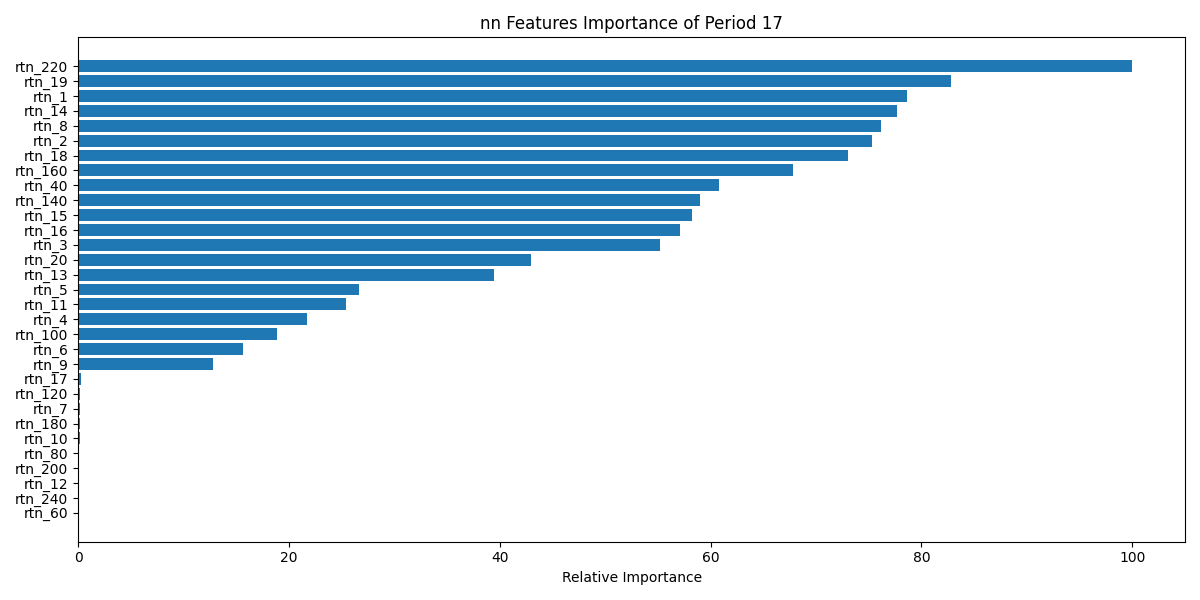 nn Features Importance of Period 17
rtn_220
rtn_19
rtn_1
rtn_14
rtn_8
rtn_2
rtn_18
rtn_160
rtn_40
rtn_140
rtn_15
rtn_16
rtn_3
rtn_20
rtn_13
rtn_5
rtn_11
rtn_4
rtn_100
rtn_6
rtn_9
rtn_17
rtn_120
rtn_7
rtn_180
rtn_10
rtn_80
rtn_200
rtn_12
rtn_240
rtn_60
0 20 40 60 80 100
Relative Importance